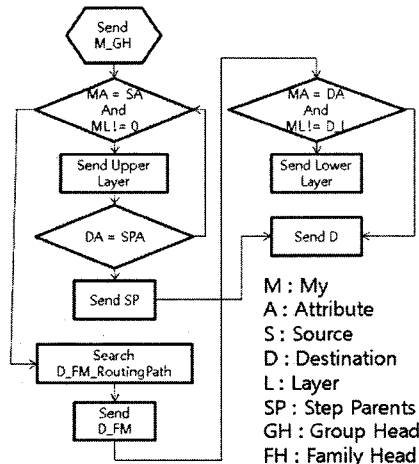 Send
M_GH
MA = SA
And
ML != 0
Send Upper
Layer
DA = SPA
Send SP
Search
D_FM_RoutingPath
Send
D_FM
MA = DA
And
ML != D_L
Send Lower
Layer
Send D
M : My
A : Attribute
S : Source
D : Destination
L : Layer
SP : Step Parents
GH : Group Head
FH : Family Head